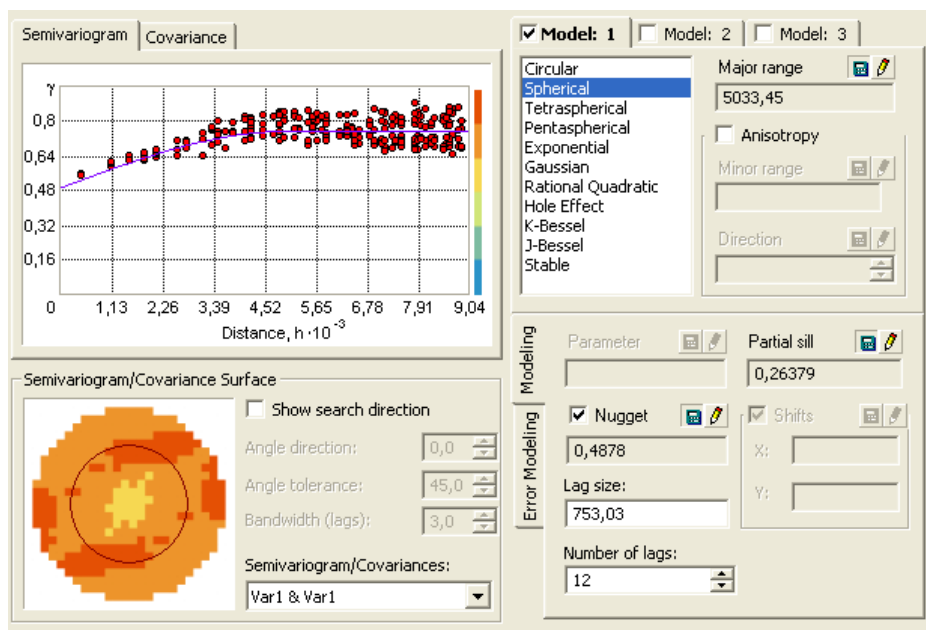 Semivariogram
Covariance
γ
0,8
0,64
0,48
0,32
0,16
0 1,13 2,26 3,39 4,52 5,65 6,78 7,91 9,04
Distance, h ·10⁻³
Semivariogram/Covariance Surface
Show search direction
Angle direction: 0,0
Angle tolerance: 45,0
Bandwidth (lags): 3,0
Semivariogram/Covariances:
Var1 & Var1
Model: 1
Model: 2
Model: 3
Circular
Spherical
Tetraspherical
Pentaspherical
Exponential
Gaussian
Rational Quadratic
Hole Effect
K-Bessel
J-Bessel
Stable
Major range
5033,45
Anisotropy
Minor range
Direction
Modeling
Error Modeling
Parameter
Partial sill
0,26379
Nugget
0,4878
Shifts
X:
Y:
Lag size:
753,03
Number of lags:
12